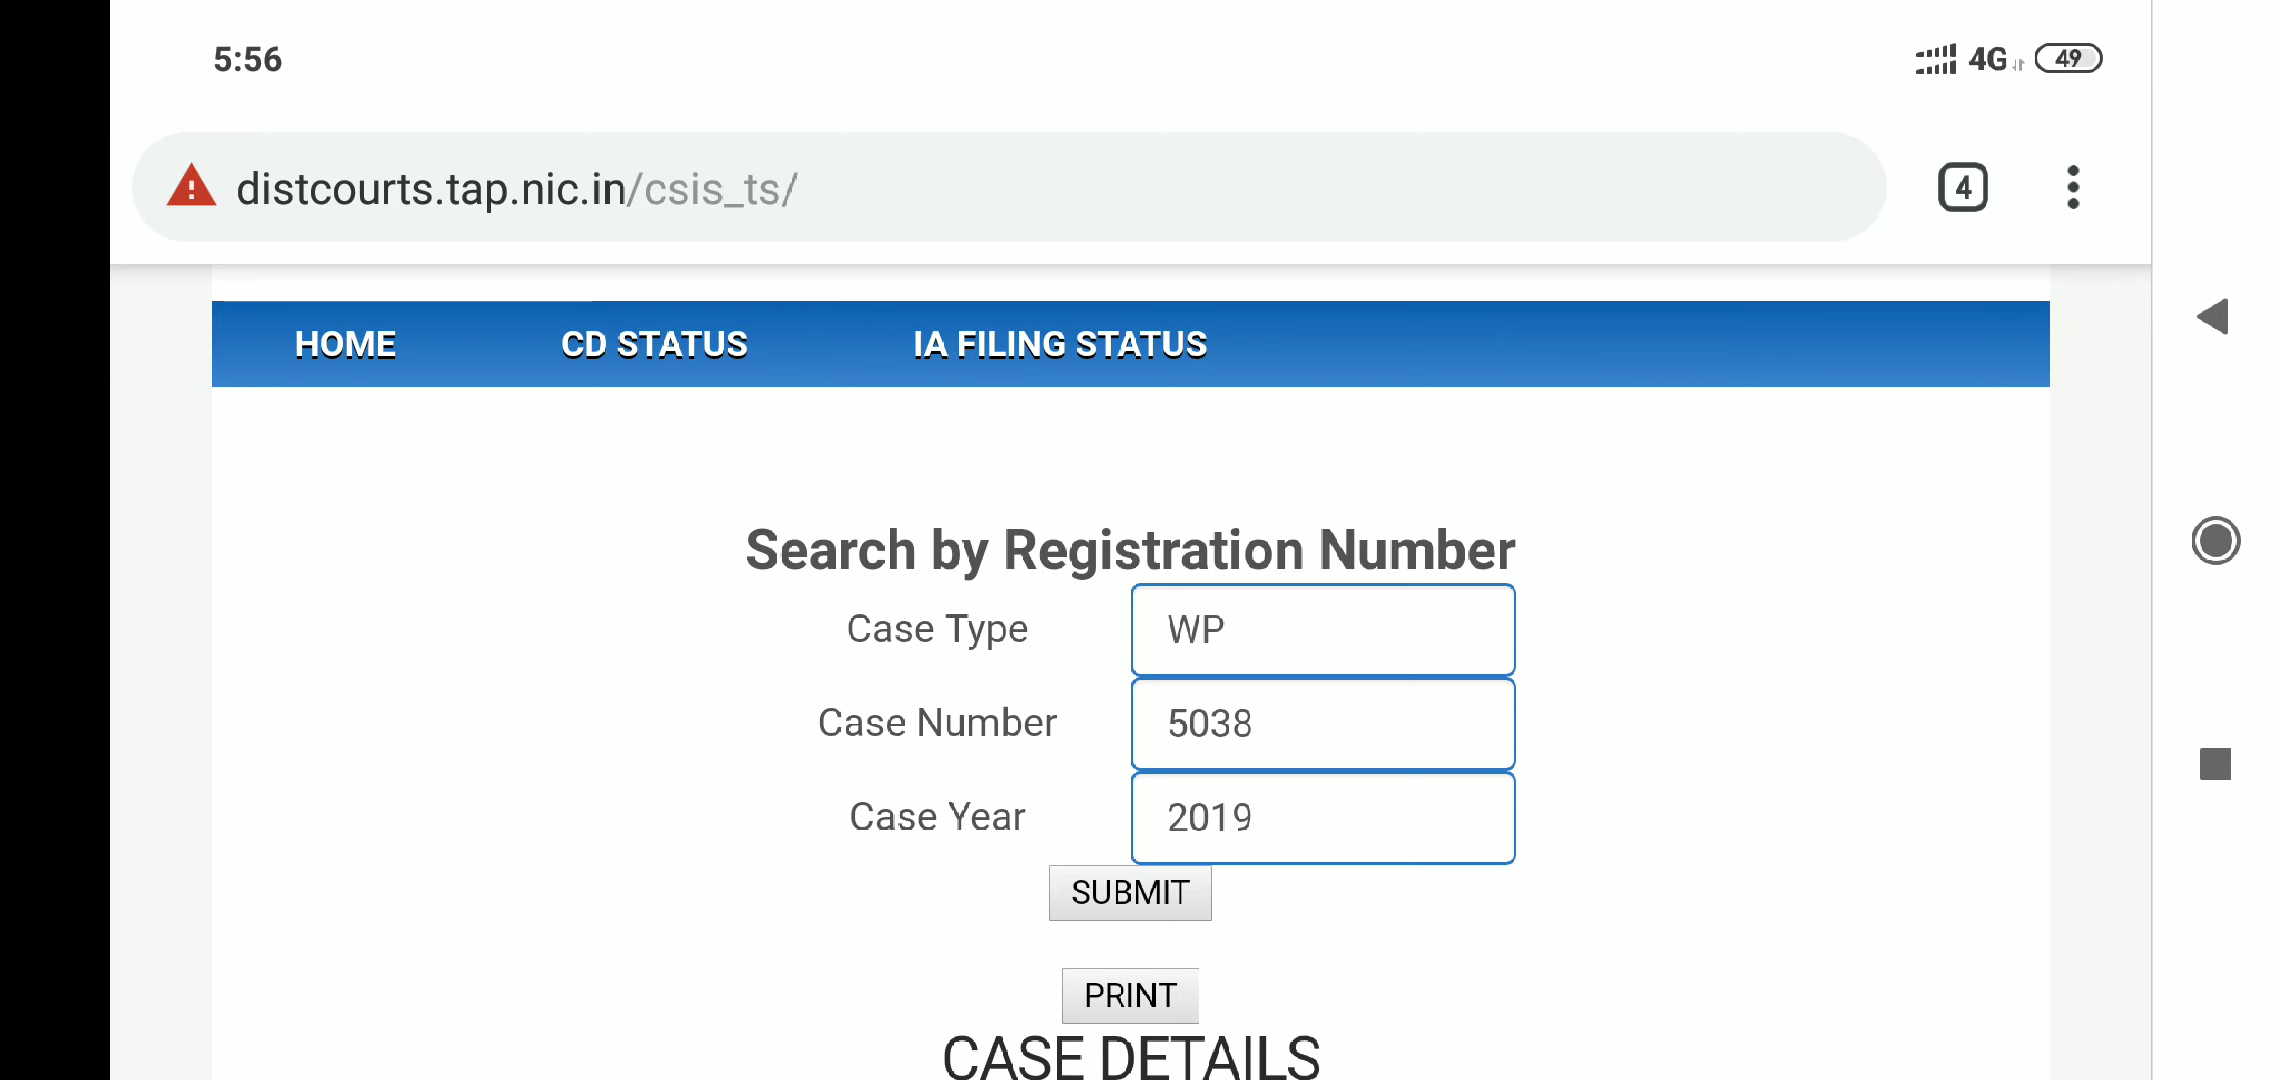 5:56
4G 49
distcourts.tap.nic.in/csis_ts/
4
HOME CD STATUS IA FILING STATUS
Search by Registration Number
Case Type WP
Case Number 5038
Case Year 2019
SUBMIT
PRINT
CASE DETAILS